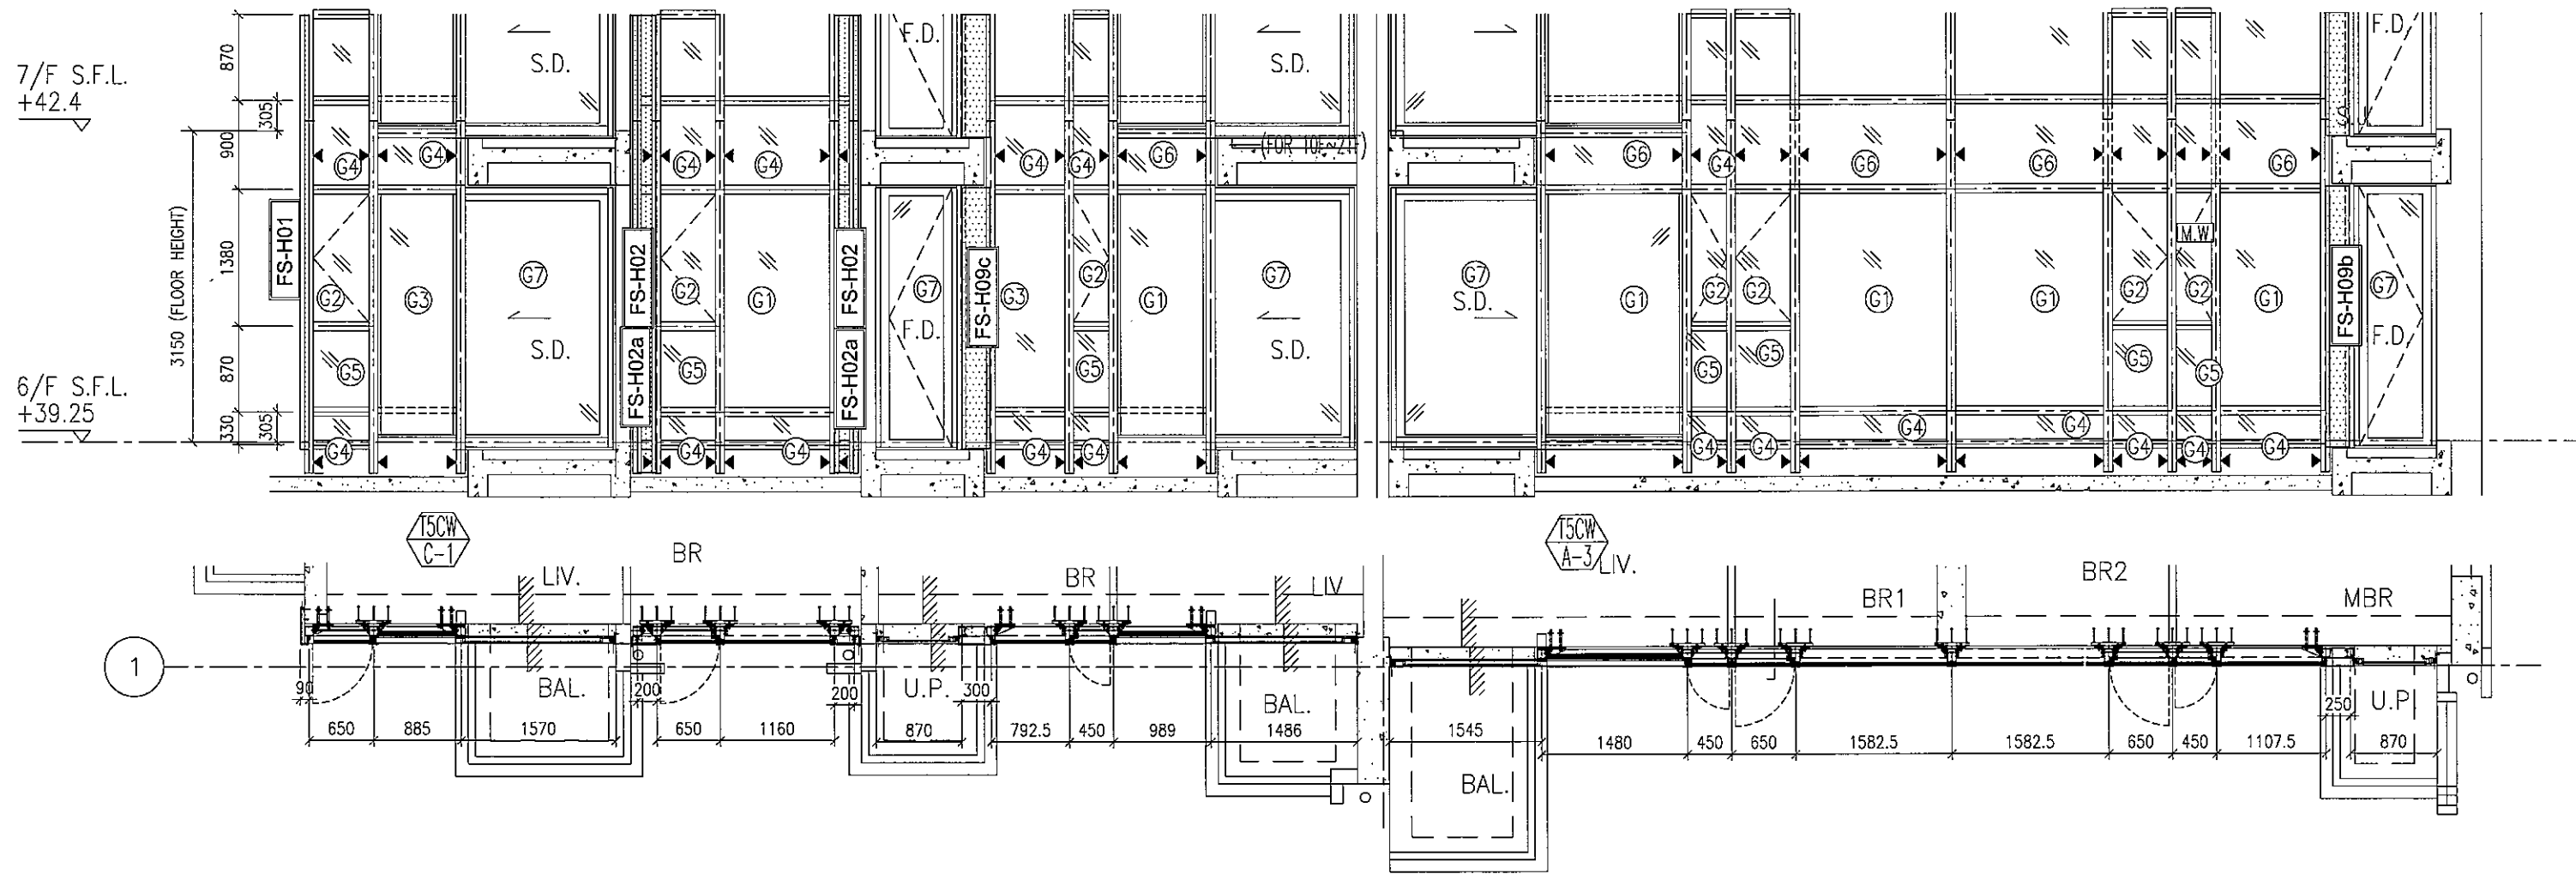 870
7/F S.F.L.
+42.4
305
900
3150 (FLOOR HEIGHT)
1380
870
6/F S.F.L.
+39.25
330
305
F.D.
F.D.
S.D.
S.D.
(FOR 10F~21F)
G4
G4
G4
G4
G4
G4
G6
G6
G4
G6
G6
G6
FS-H01
FS-H02
FS-H02
FS-H09c
FS-H09b
M.W
G2
G3
G7
G2
G1
G7
G3
G2
G1
G7
G7
G1
G2
G2
G1
G1
G2
G2
G1
G7
S.D.
F.D.
S.D.
S.D.
F.D.
FS-H02a
FS-H02a
G5
G5
G5
G5
G5
G5
G5
G4
G4
G4
G4
G4
G4
G4
G4
G4
G4
G4
G4
T5CW
C-1
T5CW
A-3
LIV.
BR
BR
LIV
LIV.
BR1
BR2
MBR
1
90
BAL.
200
200
U.P.
300
BAL.
BAL.
250
U.P.
650
885
1570
650
1160
870
792.5
450
989
1486
1545
1480
450
650
1582.5
1582.5
650
450
1107.5
870